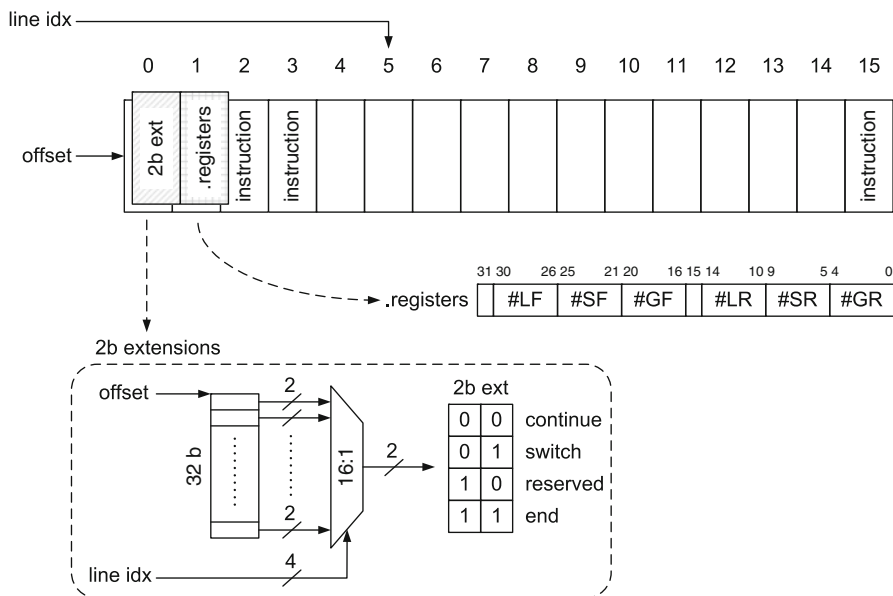 line idx
0 1 2 3 4 5 6 7 8 9 10 11 12 13 14 15
offset
2b ext
.registers
instruction
instruction
instruction
31 30 26 25 21 20 16 15 14 10 9 5 4 0
.registers #LF #SF #GF #LR #SR #GR
2b extensions
offset
2
2
2
32 b
16:1
2
line idx
4
2b ext
0 0 continue
0 1 switch
1 0 reserved
1 1 end